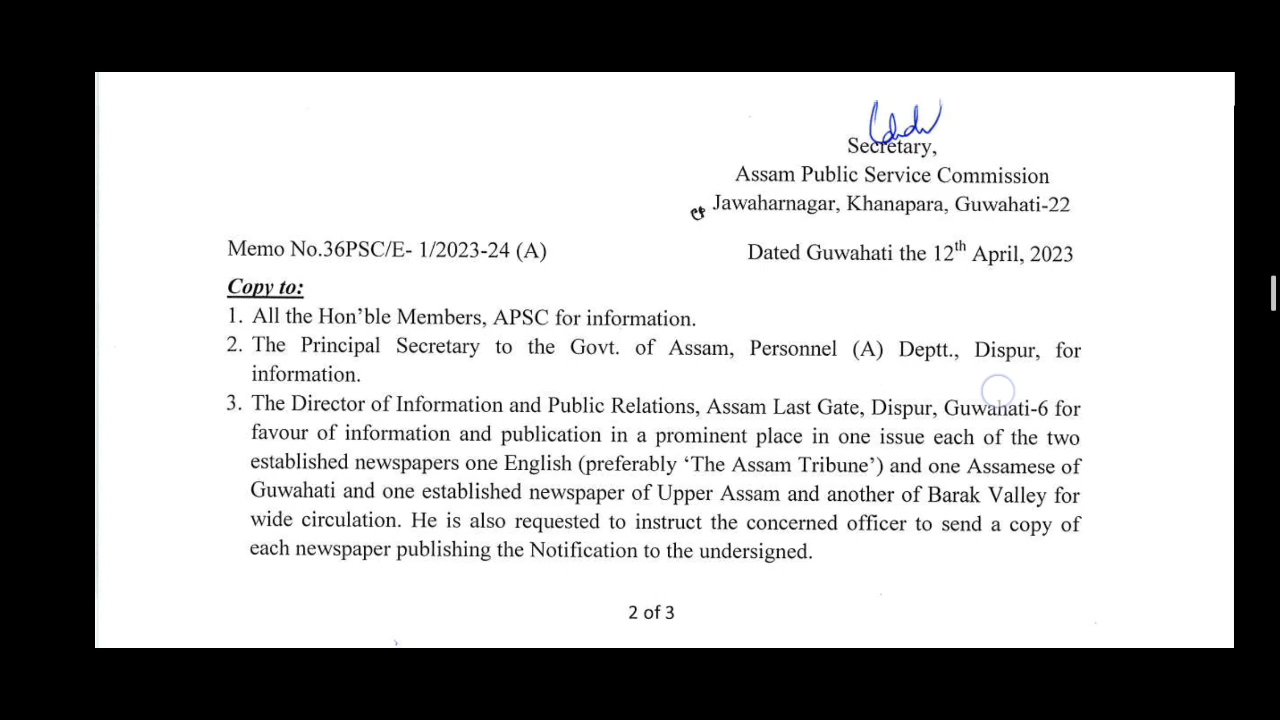 Secretary,
Assam Public Service Commission
Jawaharnagar, Khanapara, Guwahati-22
Memo No.36PSC/E- 1/2023-24 (A) Dated Guwahati the 12th April, 2023
Copy to:
1. All the Hon’ble Members, APSC for information.
2. The Principal Secretary to the Govt. of Assam, Personnel (A) Deptt., Dispur, for
information.
3. The Director of Information and Public Relations, Assam Last Gate, Dispur, Guwahati-6 for
favour of information and publication in a prominent place in one issue each of the two
established newspapers one English (preferably ‘The Assam Tribune’) and one Assamese of
Guwahati and one established newspaper of Upper Assam and another of Barak Valley for
wide circulation. He is also requested to instruct the concerned officer to send a copy of
each newspaper publishing the Notification to the undersigned.
2 of 3